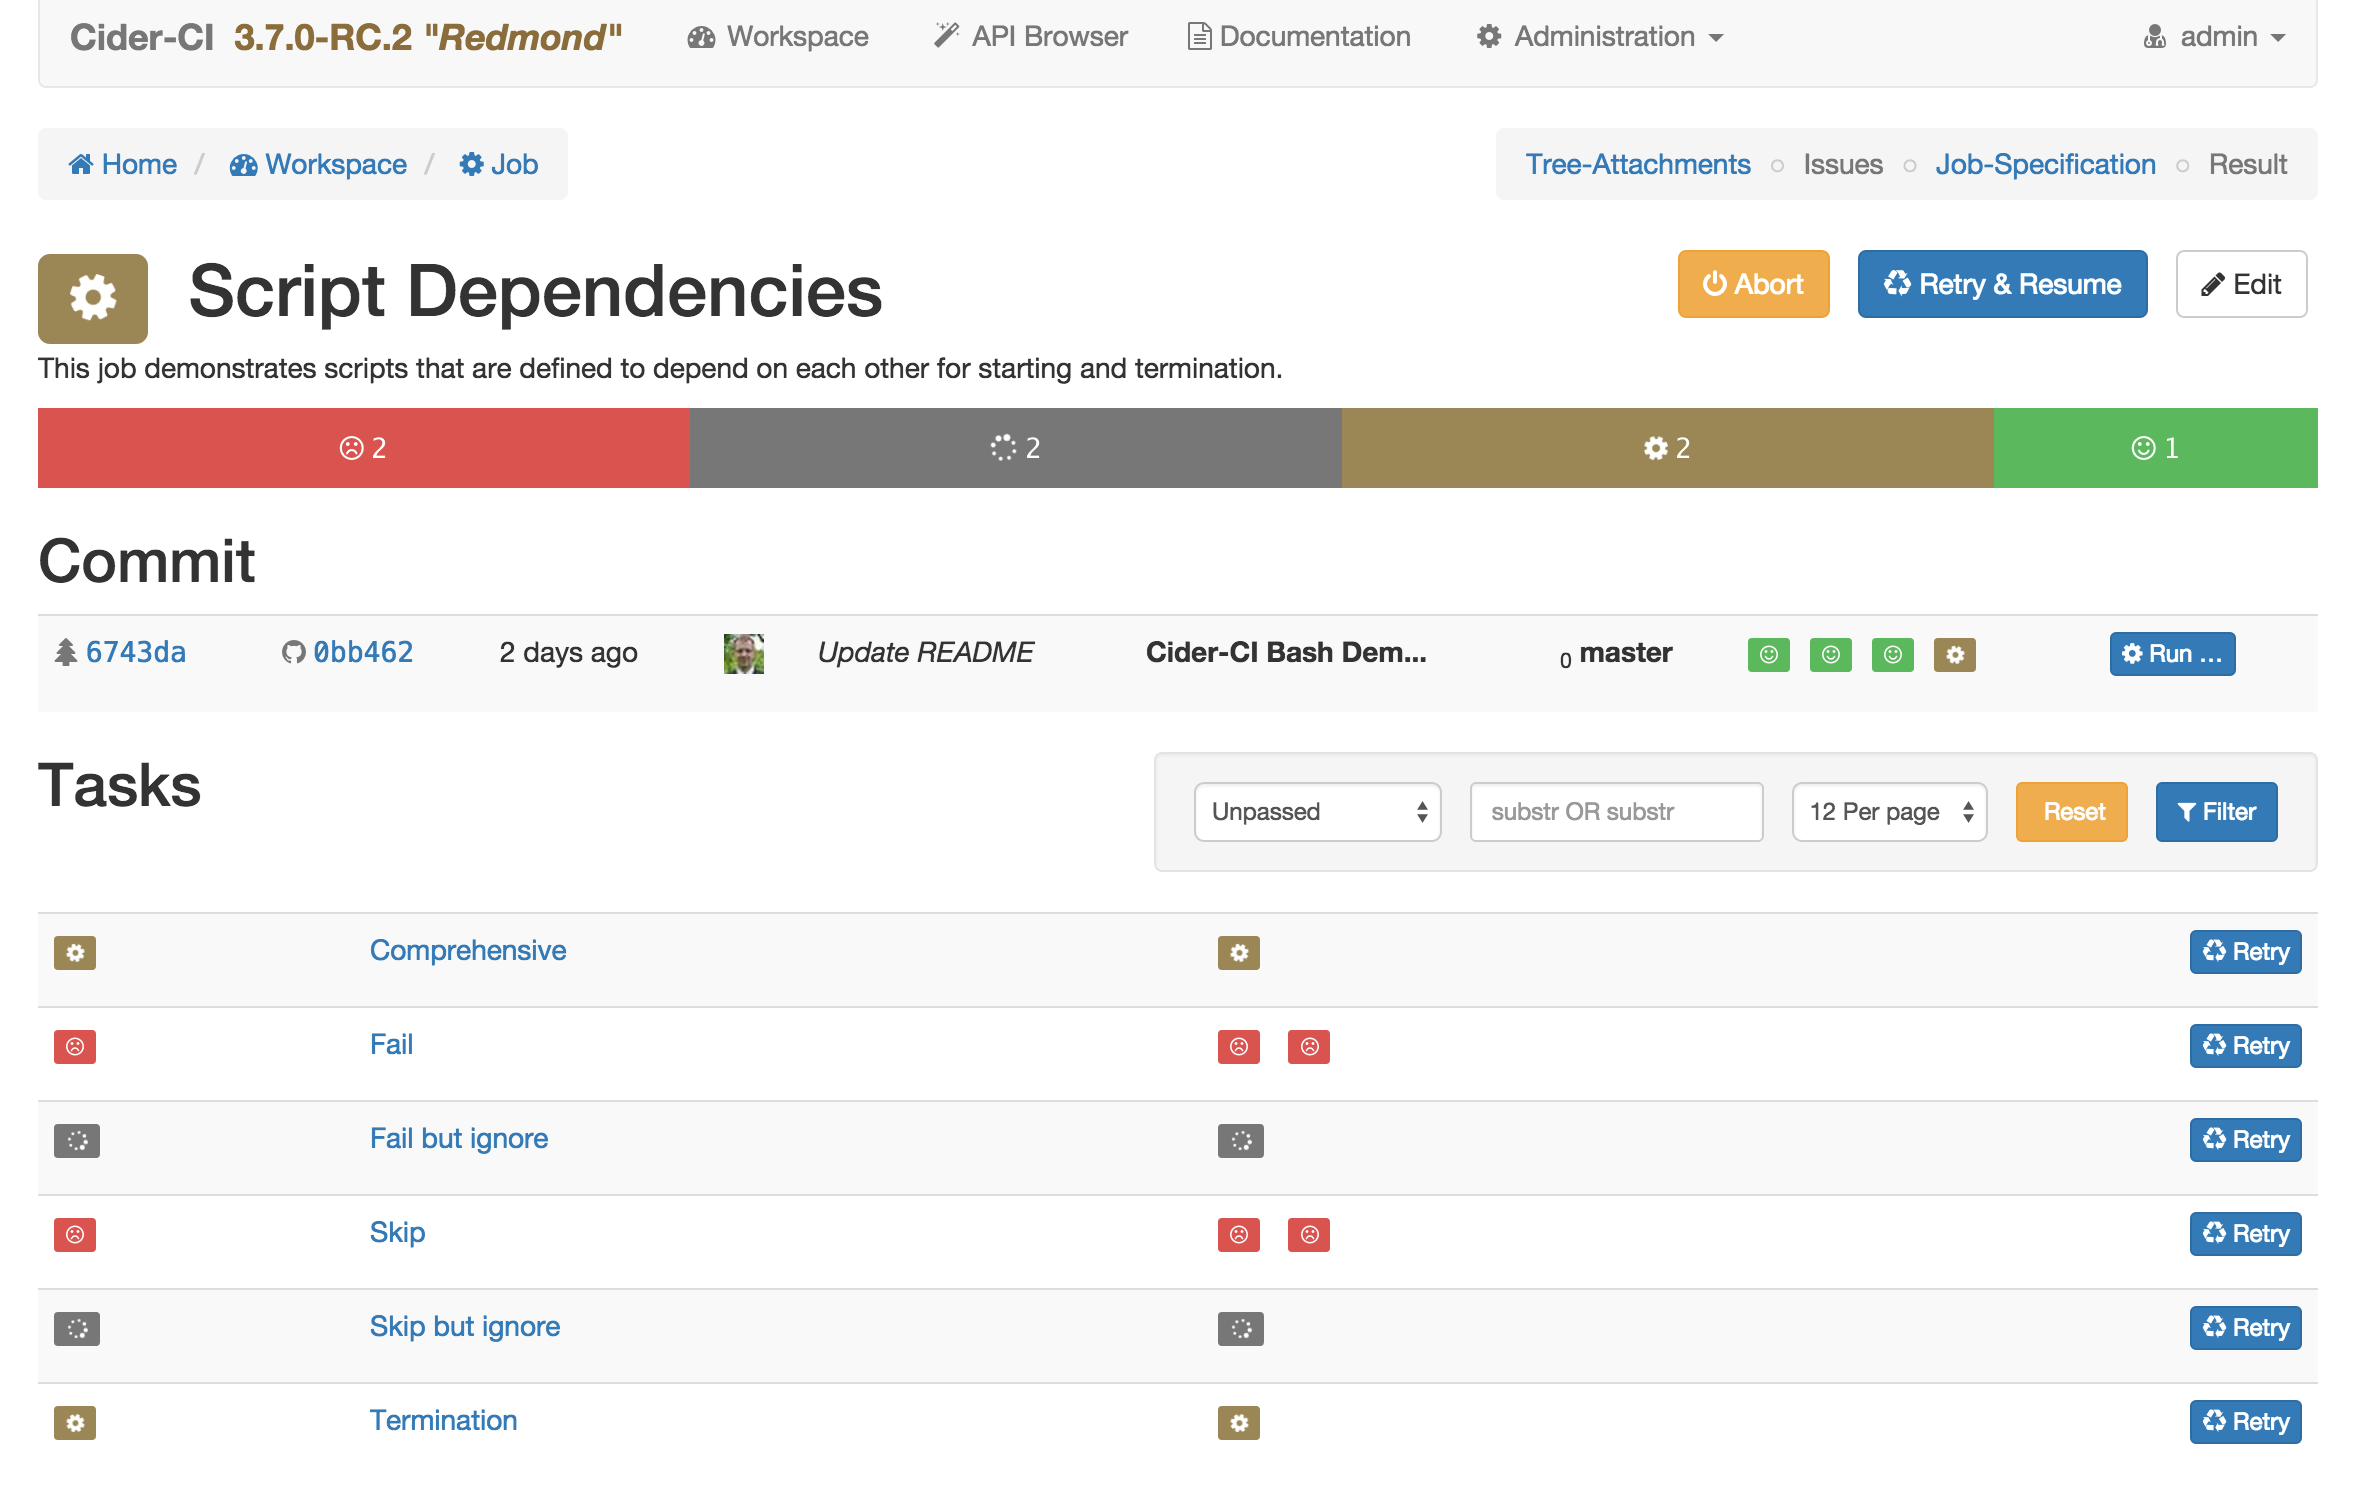 Cider-CI 3.7.0-RC.2 "Redmond" Workspace API Browser Documentation Administration admin
Home / Workspace / Job Tree-Attachments Issues Job-Specification Result
Script Dependencies Abort Retry & Resume Edit
This job demonstrates scripts that are defined to depend on each other for starting and termination.
2 2 2 1
Commit
6743da 0bb462 2 days ago Update README Cider-CI Bash Dem... 0 master Run ...
Tasks Unpassed substr OR substr 12 Per page Reset Filter
Comprehensive Retry
Fail Retry
Fail but ignore Retry
Skip Retry
Skip but ignore Retry
Termination Retry